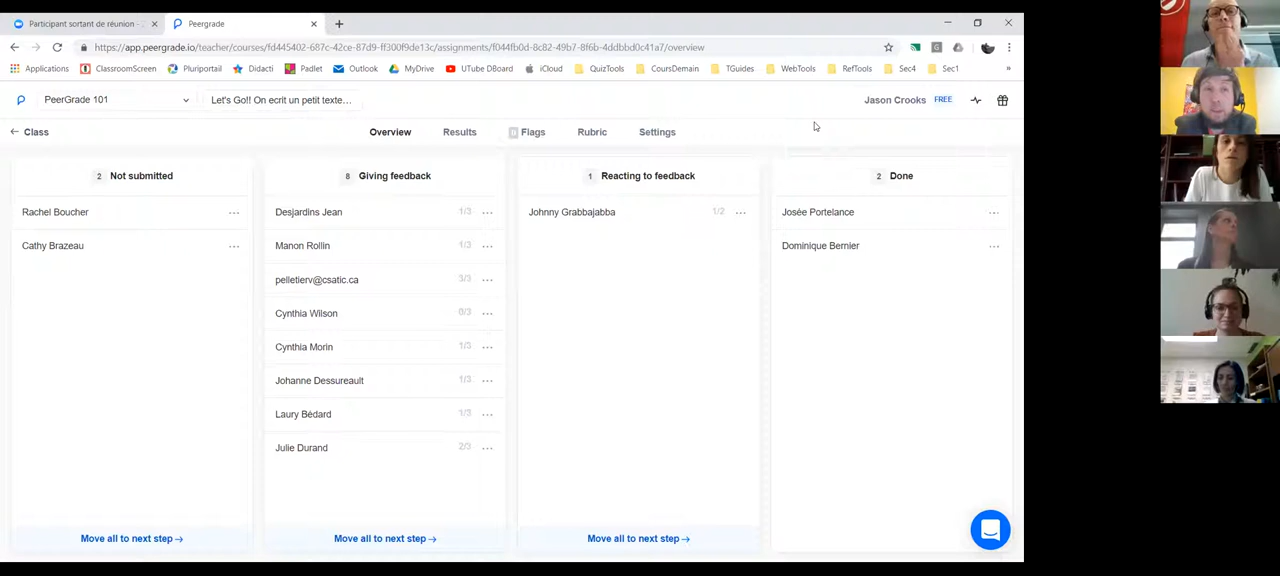 Participant sortant de réunion - Z
Peergrade
https://app.peergrade.io/teacher/courses/fd445402-687c-42ce-87d9-ff300f9de13c/assignments/f044fb0d-8c82-49b7-8f6b-4ddbbd0c41a7/overview
Applications ClassroomScreen Pluriportail Didacti Padlet Outlook MyDrive UTube DBoard iCloud QuizTools CoursDemain TGuides WebTools RefTools Sec4 Sec1 »
PeerGrade 101 Let's Go!! On ecrit un petit texte... Jason Crooks FREE
Class Overview Results 0 Flags Rubric Settings
2 Not submitted
Rachel Boucher
Cathy Brazeau
Move all to next step
8 Giving feedback
Desjardins Jean 1/3
Manon Rollin 1/3
pelletierv@csatic.ca 3/3
Cynthia Wilson 0/3
Cynthia Morin 1/3
Johanne Dessureault 1/3
Laury Bédard 1/3
Julie Durand 2/3
Move all to next step
1 Reacting to feedback
Johnny Grabbajabba 1/2
Move all to next step
2 Done
Josée Portelance
Dominique Bernier